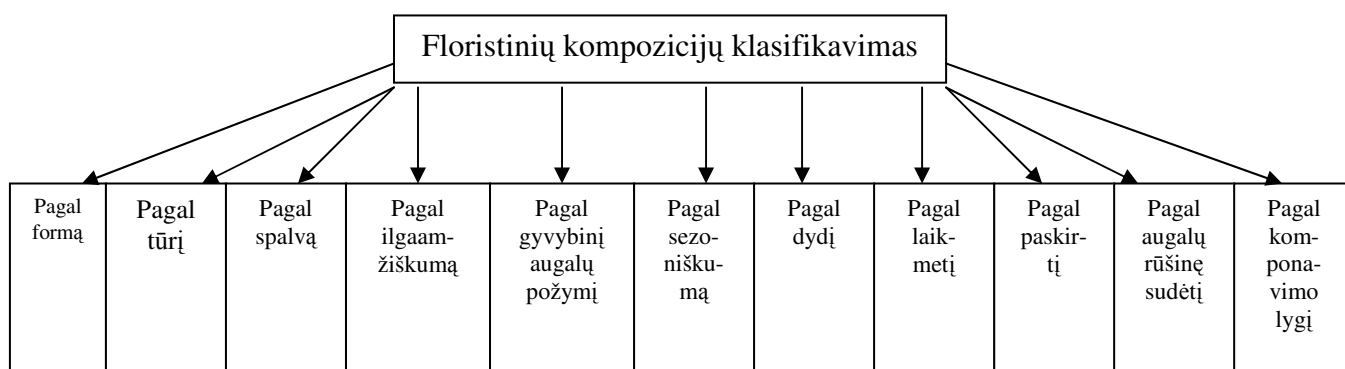 Floristinių kompozicijų klasifikavimas
Pagal
formą
Pagal
tūrį
Pagal
spalvą
Pagal
ilgaam-
žiškumą
Pagal
gyvybinį
augalų
požymį
Pagal
sezo-
nišku-
mą
Pagal
dydį
Pagal
laik-
metį
Pagal
paskir-
tį
Pagal
augalų
rūšinę
sudėtį
Pagal
kom-
pona-
vimo
lygį